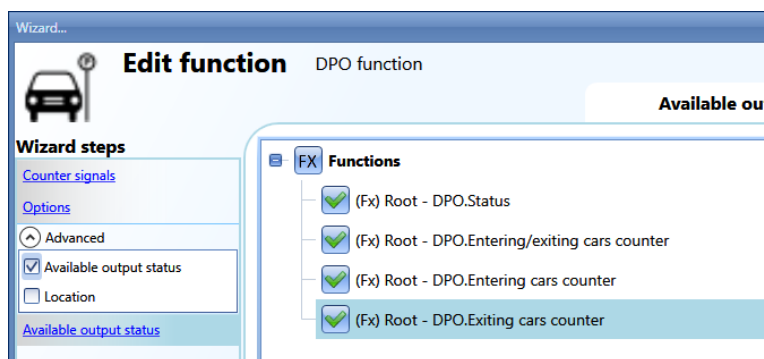 Wizard...
Edit function
DPO function
Available ou
Wizard steps
Counter signals
Options
Advanced
Available output status
Location
Available output status
FX Functions
(Fx) Root - DPO.Status
(Fx) Root - DPO.Entering/exiting cars counter
(Fx) Root - DPO.Entering cars counter
(Fx) Root - DPO.Exiting cars counter